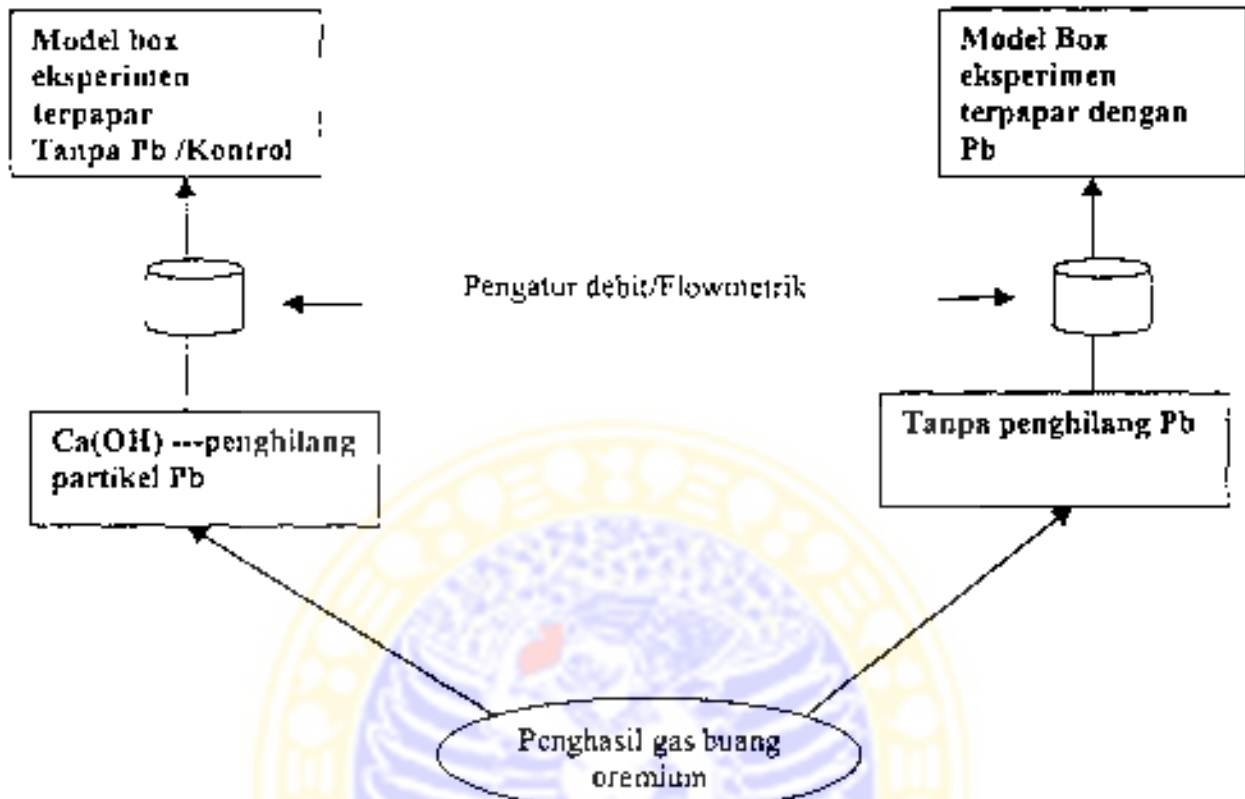 Model box
eksperimen
terpapar
Tanpa Pb /Kontrol
Model Box
eksperimen
terpapar dengan
Pb
Pengatur debit/Flowmetrik
Ca(OH) ---penghilang
partikel Pb
Tanpa penghilang Pb
Penghasil gas buang
oremium